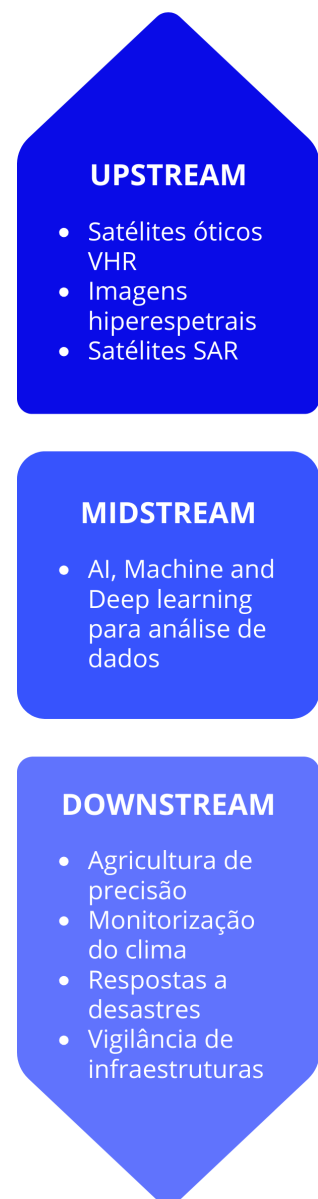 UPSTREAM
• Satélites óticos
VHR
• Imagens
hiperespetrais
• Satélites SAR
MIDSTREAM
• AI, Machine and
Deep learning
para análise de
dados
DOWNSTREAM
• Agricultura de
precisão
• Monitorização
do clima
• Respostas a
desastres
• Vigilância de
infraestruturas